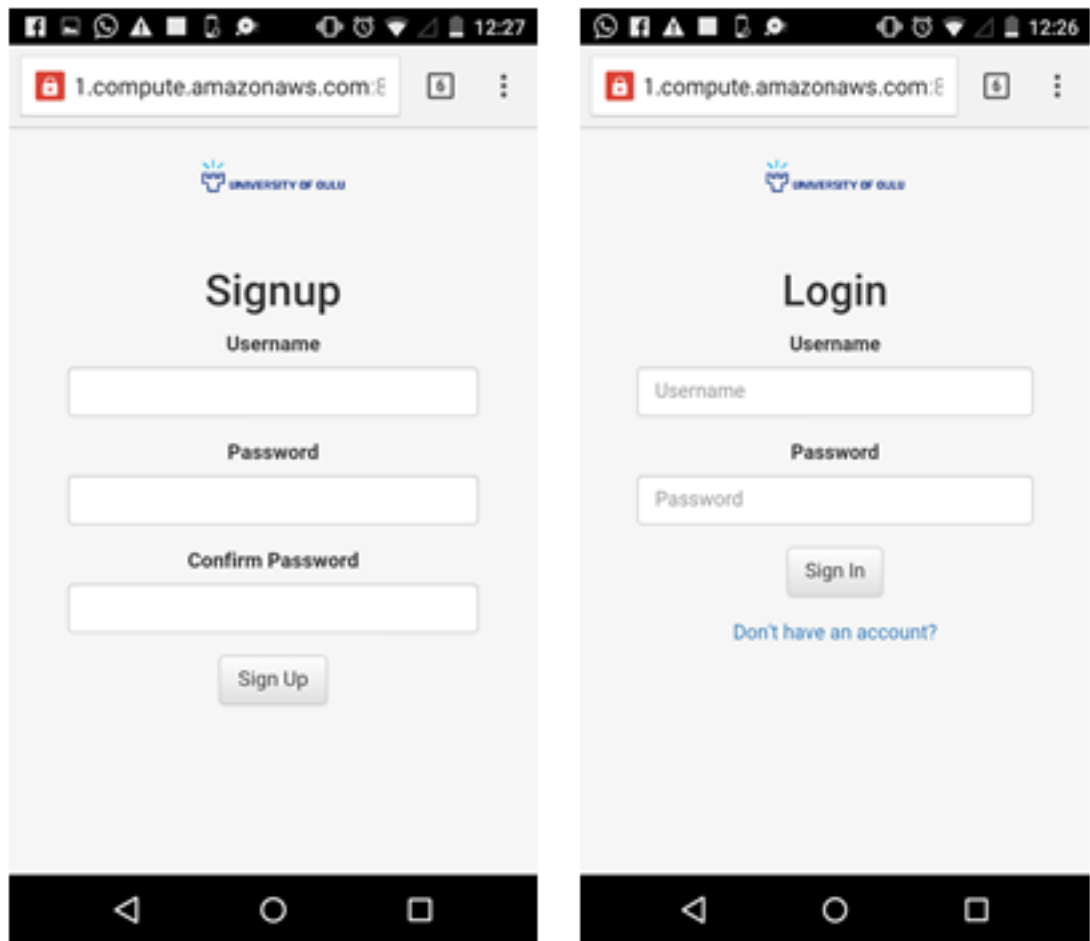 12:27
1.compute.amazonaws.com:8
6
UNIVERSITY OF OULU
Signup
Username
Password
Confirm Password
Sign Up
12:26
1.compute.amazonaws.com:8
6
UNIVERSITY OF OULU
Login
Username
Username
Password
Password
Sign In
Don't have an account?